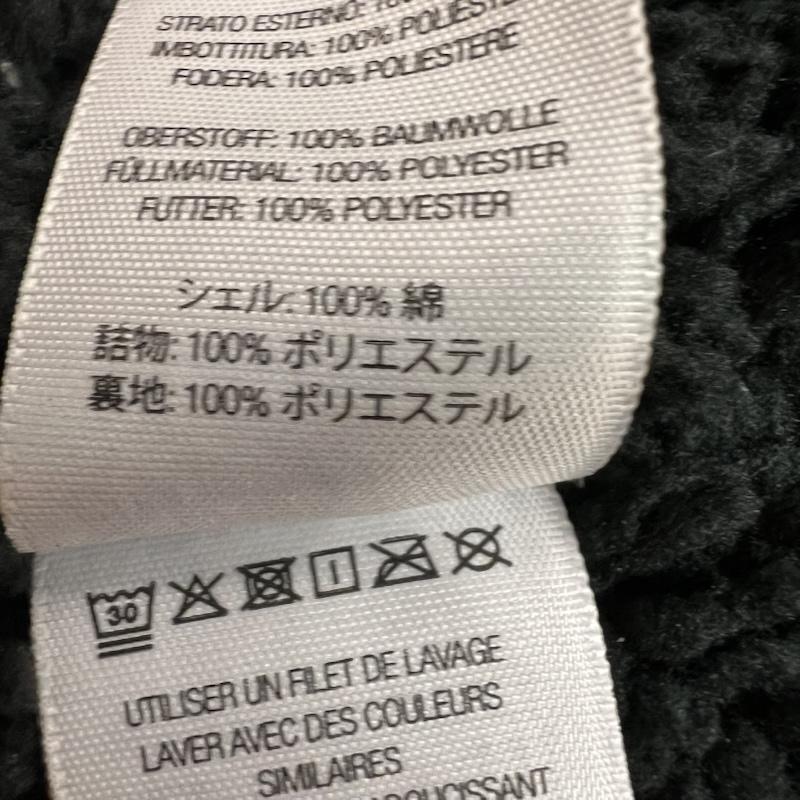 STRATO ESTERNO: 100%
IMBOTTITURA: 100% POLIESTERE
FODERA: 100% POLIESTERE
OBERSTOFF: 100% BAUMWOLLE
FÜLLMATERIAL: 100% POLYESTER
FUTTER: 100% POLYESTER
シェル: 100% 綿
詰物: 100% ポリエステル
裏地: 100% ポリエステル
30
UTILISER UN FILET DE LAVAGE
LAVER AVEC DES COULEURS
SIMILAIRES